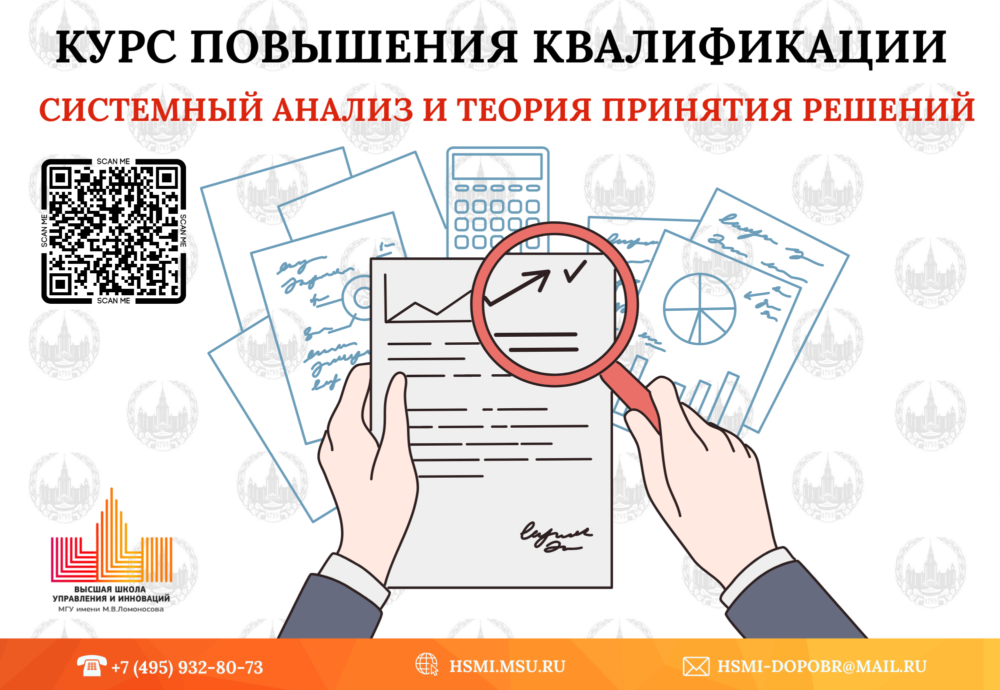 КУРС ПОВЫШЕНИЯ КВАЛИФИКАЦИИ
СИСТЕМНЫЙ АНАЛИЗ И ТЕОРИЯ ПРИНЯТИЯ РЕШЕНИЙ
SCAN ME
SCAN ME
SCAN ME
SCAN ME
ВЫСШАЯ ШКОЛА
УПРАВЛЕНИЯ И ИННОВАЦИЙ
МГУ имени М.В.Ломоносова
+7 (495) 932-80-73
HSMI.MSU.RU
HSMI-DOPOBR@MAIL.RU